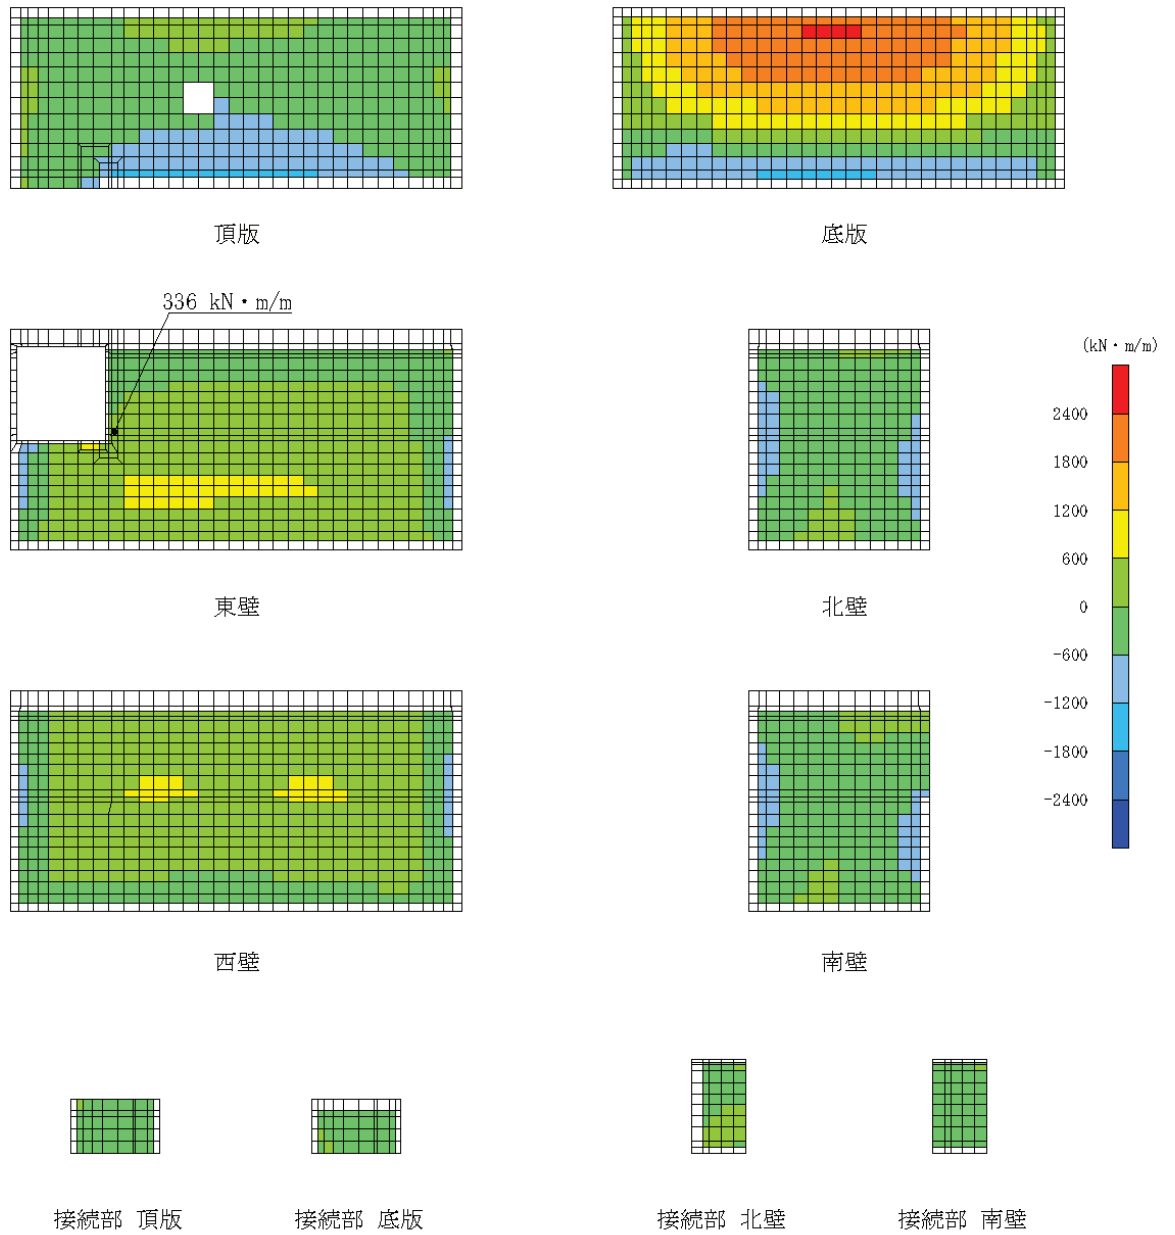 頂版
底版
336 kN・m/m
東壁
北壁
(kN・m/m)
2400
1800
1200
600
0
-600
-1200
-1800
-2400
西壁
南壁
接続部 頂版
接続部 底版
接続部 北壁
接続部 南壁